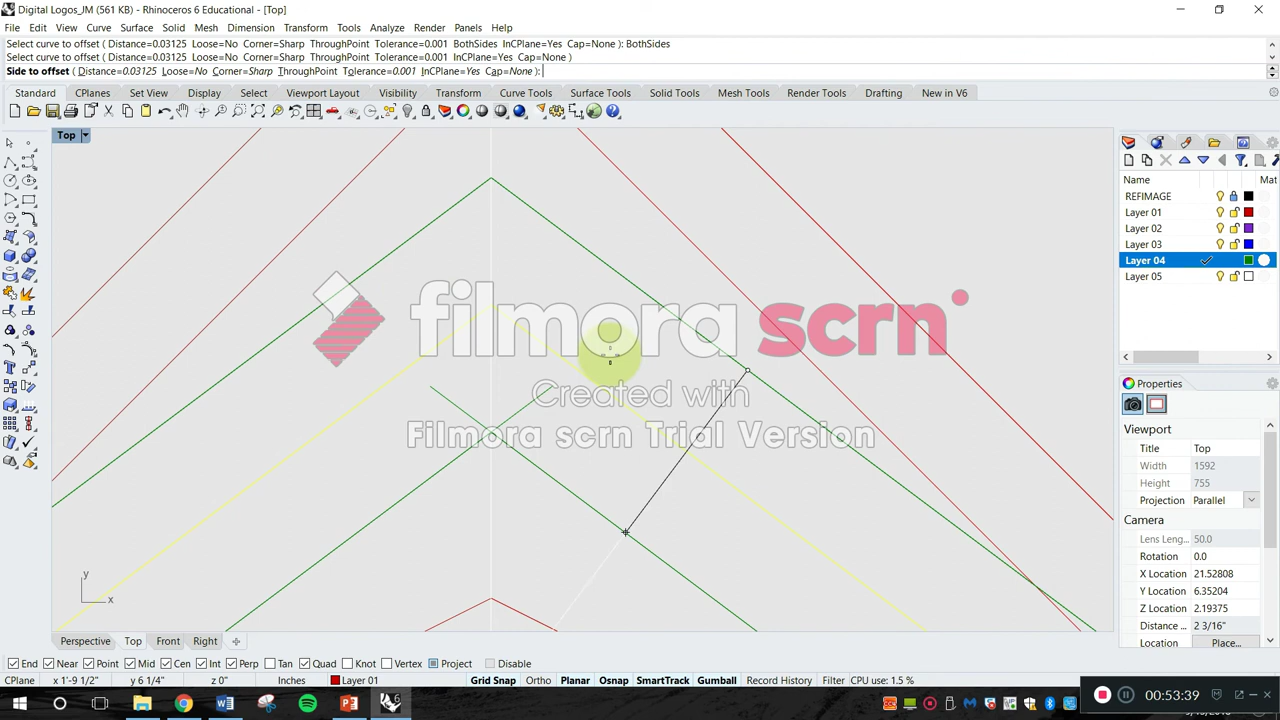 Digital Logos_JM (561 KB) - Rhinoceros 6 Educational - [Top]
File Edit View Curve Surface Solid Mesh Dimension Transform Tools Analyze Render Panels Help
Select curve to offset ( Distance=0.03125 Loose=No Corner=Sharp ThroughPoint Tolerance=0.001 BothSides InCPlane=Yes Cap=None ): BothSides
Select curve to offset ( Distance=0.03125 Loose=No Corner=Sharp ThroughPoint Tolerance=0.001 InCPlane=Yes Cap=None )
Side to offset ( Distance=0.03125 Loose=No Corner=Sharp ThroughPoint Tolerance=0.001 InCPlane=Yes Cap=None ):
Standard CPlanes Set View Display Select Viewport Layout Visibility Transform Curve Tools Surface Tools Solid Tools Mesh Tools Render Tools Drafting New in V6
Top
Name Mat
REFIMAGE
Layer 01
Layer 02
Layer 03
Layer 04
Layer 05
filmora scrn
Created with
Filmora scrn Trial Version
Properties
Viewport
Title Top
Width 1592
Height 755
Projection Parallel
Camera
Lens Leng... 50.0
Rotation 0.0
X Location 21.52808
Y Location 6.35204
Z Location 2.19375
Distance ... 2 3/16"
Location Place...
y
x
Perspective Top Front Right
End Near Point Mid Cen Int Perp Tan Quad Knot Vertex Project Disable
CPlane x 1'-9 1/2" y 6 1/4" z 0" Inches Layer 01 Grid Snap Ortho Planar Osnap SmartTrack Gumball Record History Filter CPU use: 1.5 %
00:53:39